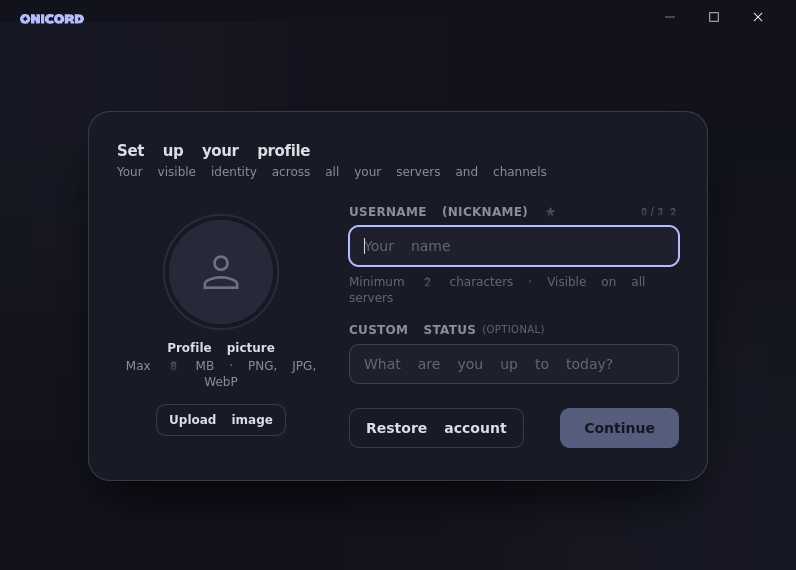 ONICORD
Set up your profile
Your visible identity across all your servers and channels
USERNAME (NICKNAME) *
0/32
Your name
Minimum 2 characters · Visible on all
servers
Profile picture
Max 8 MB · PNG, JPG,
WebP
Upload image
CUSTOM STATUS (OPTIONAL)
What are you up to today?
Restore account
Continue